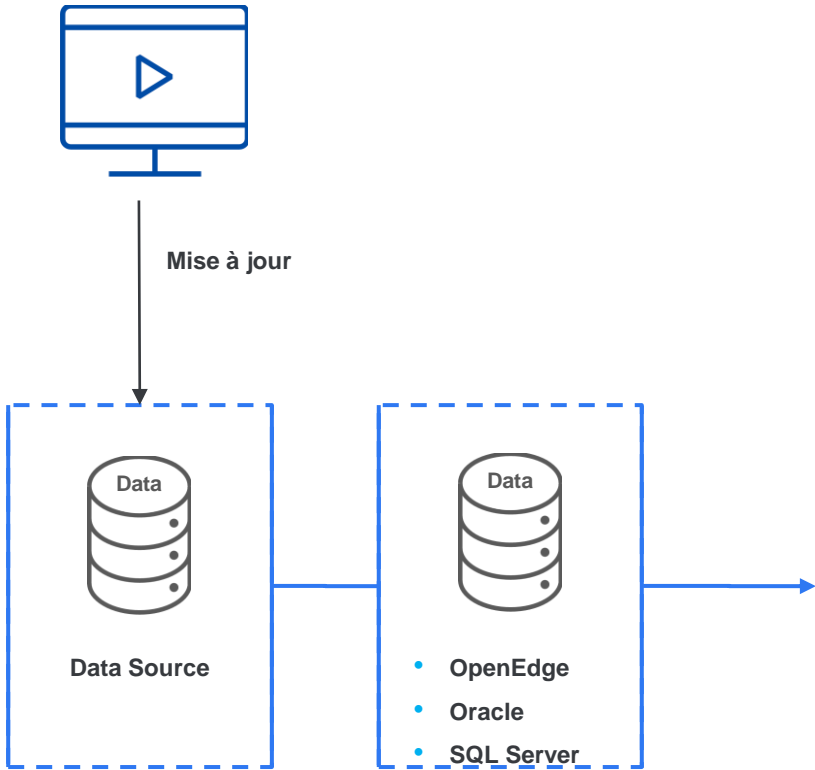 Mise à jour
Data
Data
Data Source
• OpenEdge
• Oracle
• SQL Server